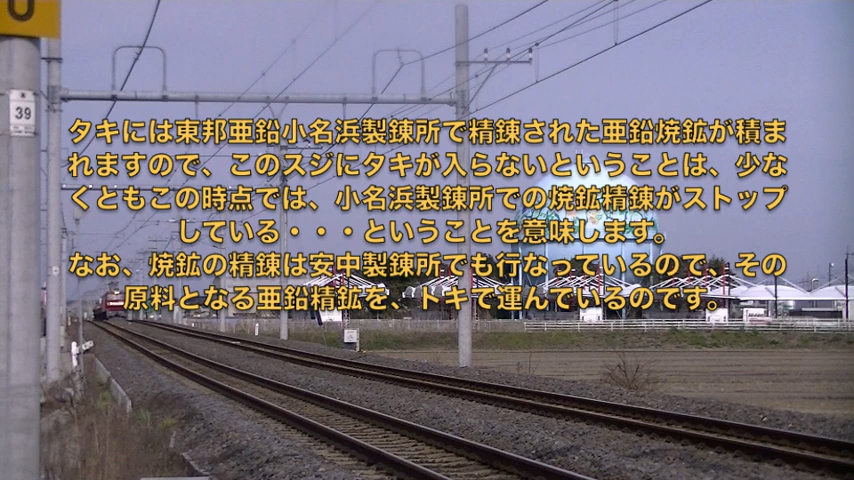 U
39
タキには東邦亜鉛小名浜製錬所で精錬された亜鉛焼鉱が積ま
れますので、このスジにタキが入らないということは、少な
くともこの時点では、小名浜製錬所での焼鉱精錬がストップ
している・・・ということを意味します。
なお、焼鉱の精錬は安中製錬所でも行なっているので、その
原料となる亜鉛精鉱を、トキで運んでいるのです。